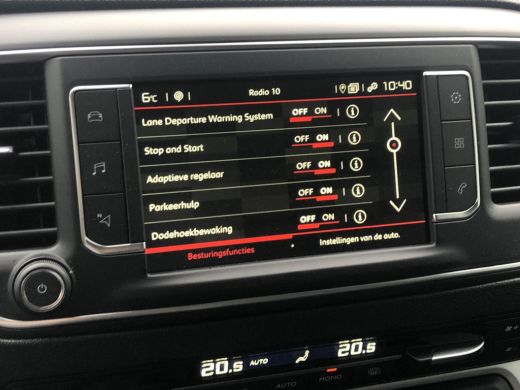 6°C Radio 10 10:40
Lane Departure Warning System OFF ON
Stop and Start OFF ON
Adaptieve regelaar OFF ON
Parkeerhulp OFF ON
Dodehoekbewaking OFF ON
Besturingsfuncties Instellingen van de auto.
20.5 AUTO 20.5
MONO